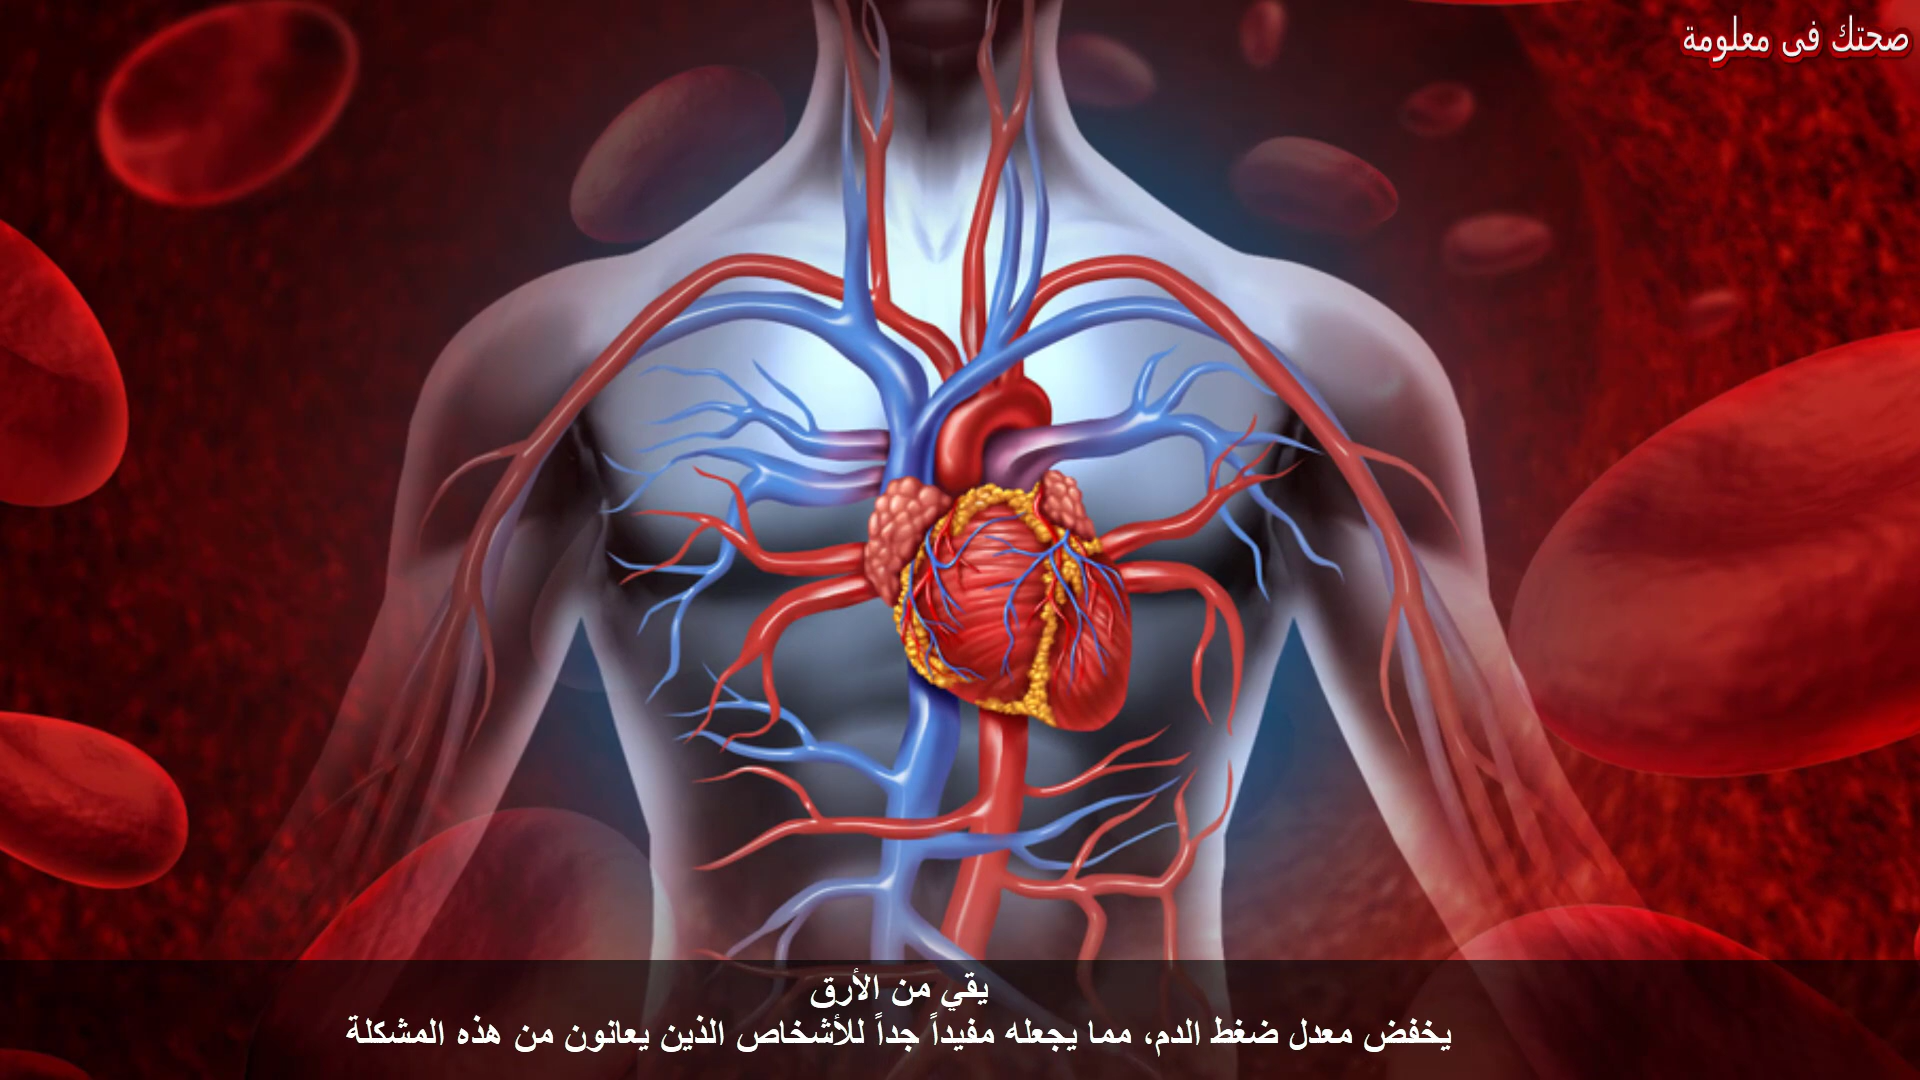 صحتك فى معلومة
يقي من الأرق
يخفض معدل ضغط الدم، مما يجعله مفيداً جداً للأشخاص الذين يعانون من هذه المشكلة